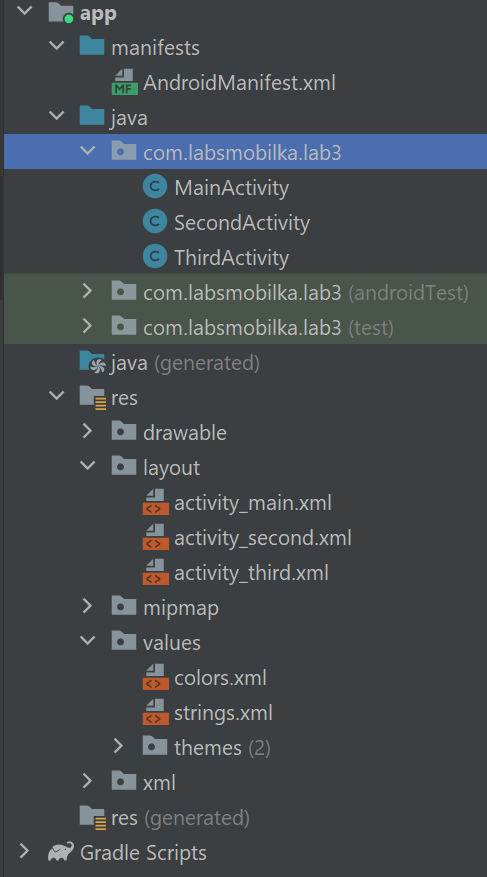 app
manifests
MF AndroidManifest.xml
java
com.labsmobilka.lab3
C MainActivity
C SecondActivity
C ThirdActivity
com.labsmobilka.lab3 (androidTest)
com.labsmobilka.lab3 (test)
java (generated)
res
drawable
layout
<> activity_main.xml
<> activity_second.xml
<> activity_third.xml
mipmap
values
<> colors.xml
<> strings.xml
themes (2)
xml
res (generated)
Gradle Scripts